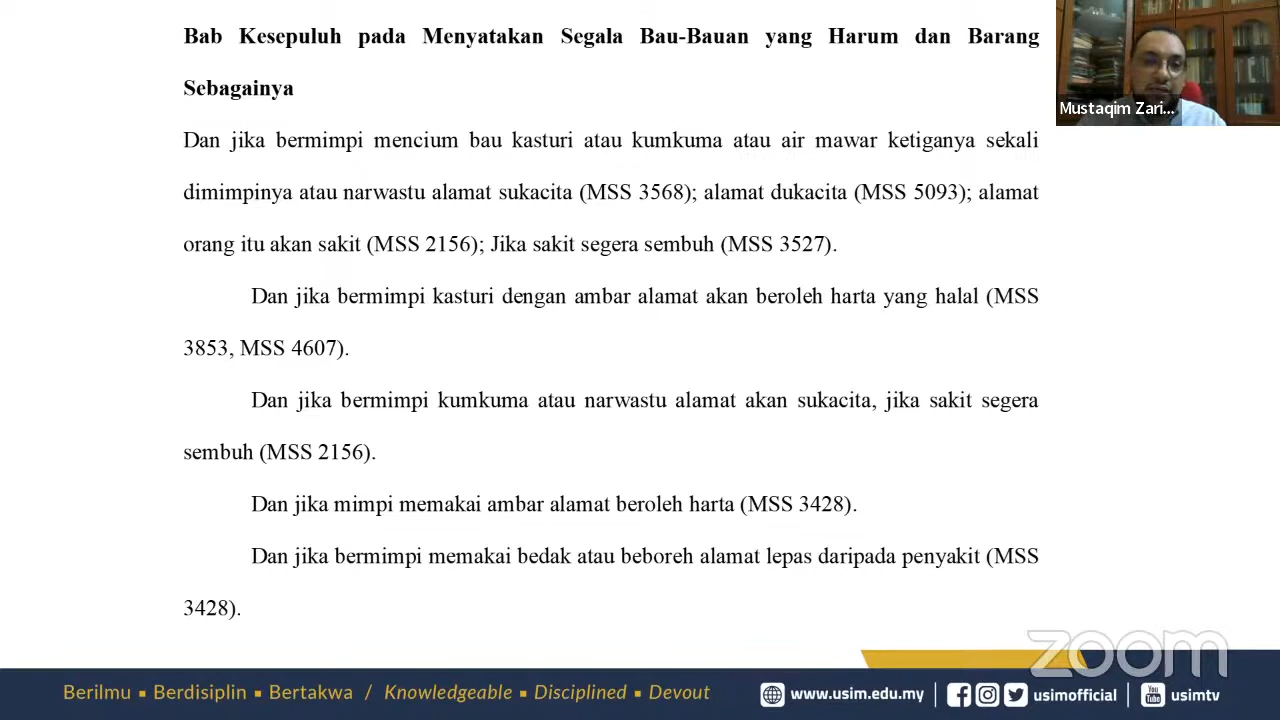 Bab Kesepuluh pada Menyatakan Segala Bau-Bauan yang Harum dan Barang
Sebagainya
Dan jika bermimpi mencium bau kasturi atau kumkuma atau air mawar ketiganya sekali
dimimpinya atau narwastu alamat sukacita (MSS 3568); alamat dukacita (MSS 5093); alamat
orang itu akan sakit (MSS 2156); Jika sakit segera sembuh (MSS 3527).
Dan jika bermimpi kasturi dengan ambar alamat akan beroleh harta yang halal (MSS
3853, MSS 4607).
Dan jika bermimpi kumkuma atau narwastu alamat akan sukacita, jika sakit segera
sembuh (MSS 2156).
Dan jika mimpi memakai ambar alamat beroleh harta (MSS 3428).
Dan jika bermimpi memakai bedak atau beboreh alamat lepas daripada penyakit (MSS
3428).
Mustaqim Zari...
zoom
Berilmu ▪ Berdisiplin ▪ Bertakwa / Knowledgeable ▪ Disciplined ▪ Devout
www.usim.edu.my | usimofficial | You Tube usimtv